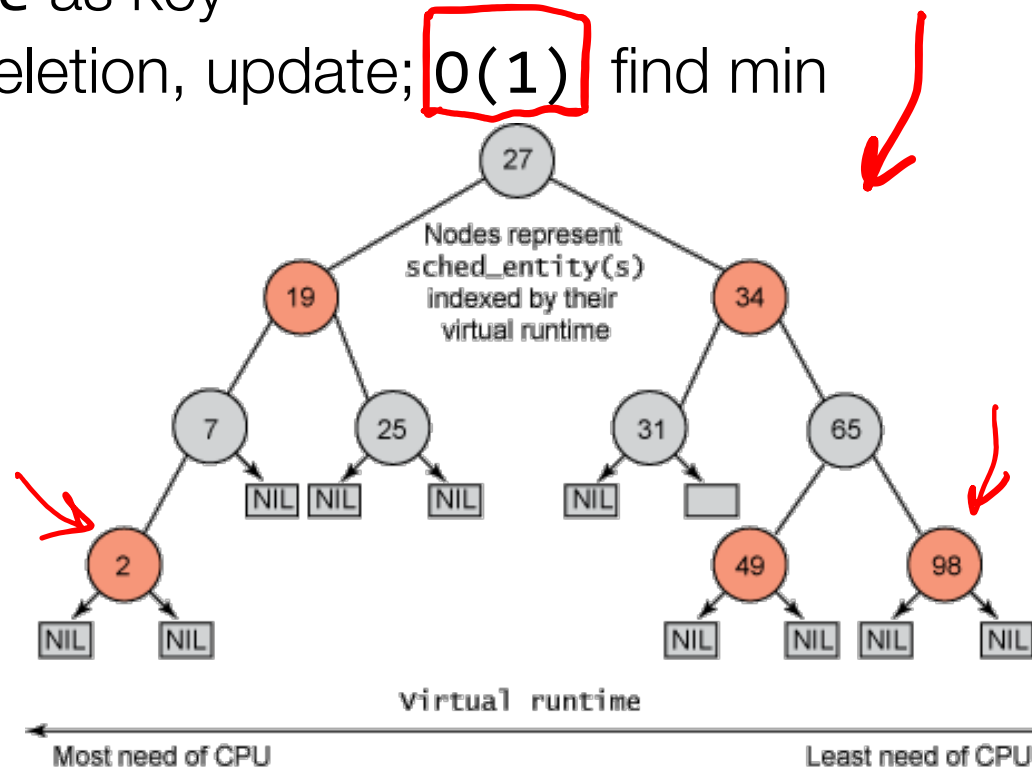 as key
eletion, update; O(1) find min
27
Nodes represent
sched_entity(s)
indexed by their
virtual runtime
19
34
7
25
31
65
NIL
NIL
NIL
NIL
2
49
98
NIL
NIL
NIL
NIL
NIL
NIL
Virtual runtime
Most need of CPU
Least need of CPU